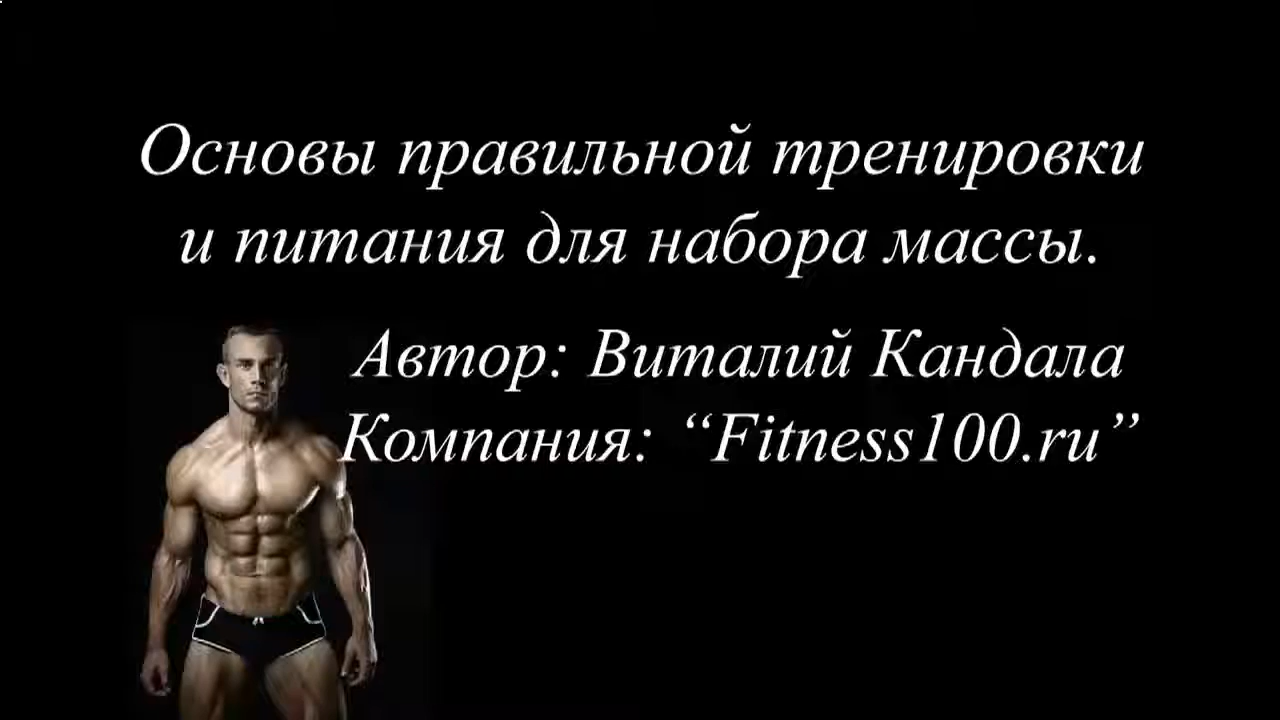 Основы правильной тренировки
и питания для набора массы.
Автор: Виталий Кандала
Компания: “Fitness100.ru”